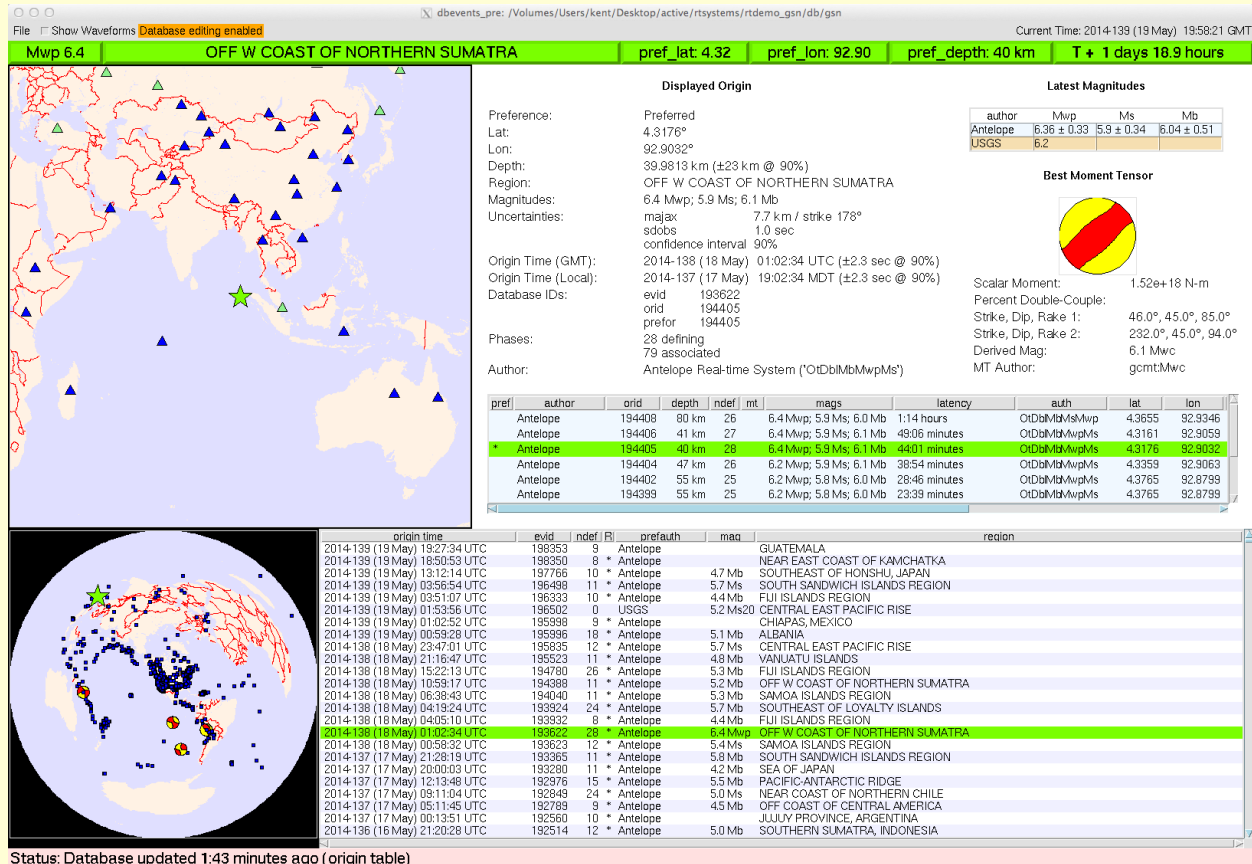 dbevents_pre: /Volumes/Users/kent/Desktop/active/rtsystems/rtdemo_gsn/db/gsn
File Show Waveforms Database editing enabled Current Time: 2014-139 (19 May) 19:58:21 GMT
Mwp 6.4 OFF W COAST OF NORTHERN SUMATRA pref_lat: 4.32 pref_lon: 92.90 pref_depth: 40 km T + 1 days 18.9 hours
Displayed Origin
Preference: Preferred
Lat: 4.3176°
Lon: 92.9032°
Depth: 39.9813 km (±23 km @ 90%)
Region: OFF W COAST OF NORTHERN SUMATRA
Magnitudes: 6.4 Mwp; 5.9 Ms; 6.1 Mb
Uncertainties: majax 7.7 km / strike 178°
sdobs 1.0 sec
confidence interval 90%
Origin Time (GMT): 2014-138 (18 May) 01:02:34 UTC (±2.3 sec @ 90%)
Origin Time (Local): 2014-137 (17 May) 19:02:34 MDT (±2.3 sec @ 90%)
Database IDs: evid 193622
orid 194405
prefor 194405
Phases: 28 defining
79 associated
Author: Antelope Real-time System ('OtDblMbMwpMs')
Latest Magnitudes
author Mwp Ms Mb
Antelope 6.36 ± 0.33 5.9 ± 0.34 6.04 ± 0.51
USGS 6.2
Best Moment Tensor
Scalar Moment: 1.52e+18 N-m
Percent Double-Couple:
Strike, Dip, Rake 1: 46.0°, 45.0°, 85.0°
Strike, Dip, Rake 2: 232.0°, 45.0°, 94.0°
Derived Mag: 6.1 Mwc
MT Author: gcmt:Mwc
pref author orid depth ndef mt mags latency auth lat lon
Antelope 194408 80 km 26 6.4 Mwp; 5.9 Ms; 6.0 Mb 1:14 hours OtDblMbMsMwp 4.3655 92.9346
Antelope 194406 41 km 27 6.4 Mwp; 5.9 Ms; 6.1 Mb 49:06 minutes OtDblMbMwpMs 4.3161 92.9059
* Antelope 194405 40 km 28 6.4 Mwp; 5.9 Ms; 6.1 Mb 44:01 minutes OtDblMbMwpMs 4.3176 92.9032
Antelope 194404 47 km 26 6.2 Mwp; 5.9 Ms; 6.1 Mb 38:54 minutes OtDblMbMwpMs 4.3359 92.9063
Antelope 194402 55 km 25 6.2 Mwp; 5.8 Ms; 6.0 Mb 28:46 minutes OtDblMbMwpMs 4.3765 92.8799
Antelope 194399 55 km 25 6.2 Mwp; 5.8 Ms; 6.0 Mb 23:39 minutes OtDblMbMwpMs 4.3765 92.8799
origin time evid ndef R prefauth mag region
2014-139 (19 May) 19:27:34 UTC 198353 9 Antelope GUATEMALA
2014-139 (19 May) 18:50:53 UTC 198350 8 * Antelope NEAR EAST COAST OF KAMCHATKA
2014-139 (19 May) 13:12:14 UTC 197766 10 * Antelope 4.7 Mb SOUTHEAST OF HONSHU, JAPAN
2014-139 (19 May) 03:56:54 UTC 196498 11 * Antelope 5.7 Ms SOUTH SANDWICH ISLANDS REGION
2014-139 (19 May) 03:51:07 UTC 196333 10 * Antelope 4.4 Mb FIJI ISLANDS REGION
2014-139 (19 May) 01:53:56 UTC 196502 0 USGS 5.2 Ms20 CENTRAL EAST PACIFIC RISE
2014-139 (19 May) 01:02:52 UTC 195998 9 * Antelope CHIAPAS, MEXICO
2014-139 (19 May) 00:59:28 UTC 195996 18 * Antelope 5.1 Mb ALBANIA
2014-138 (18 May) 23:47:01 UTC 195835 12 * Antelope 5.7 Ms CENTRAL EAST PACIFIC RISE
2014-138 (18 May) 21:16:47 UTC 195523 11 * Antelope 4.8 Mb VANUATU ISLANDS
2014-138 (18 May) 15:22:13 UTC 194780 26 * Antelope 5.3 Mb FIJI ISLANDS REGION
2014-138 (18 May) 10:59:17 UTC 194388 11 * Antelope 5.2 Mb OFF W COAST OF NORTHERN SUMATRA
2014-138 (18 May) 06:38:43 UTC 194040 11 * Antelope 5.3 Mb SAMOA ISLANDS REGION
2014-138 (18 May) 04:19:24 UTC 193924 24 * Antelope 5.7 Mb SOUTHEAST OF LOYALTY ISLANDS
2014-138 (18 May) 04:05:10 UTC 193932 8 * Antelope 4.4 Mb FIJI ISLANDS REGION
2014-138 (18 May) 01:02:34 UTC 193622 28 * Antelope 6.4 Mwp OFF W COAST OF NORTHERN SUMATRA
2014-138 (18 May) 00:58:32 UTC 193623 12 * Antelope 5.4 Ms SAMOA ISLANDS REGION
2014-137 (17 May) 21:28:19 UTC 193365 11 * Antelope 5.8 Mb SOUTH SANDWICH ISLANDS REGION
2014-137 (17 May) 20:00:03 UTC 193280 11 * Antelope 4.2 Mb SEA OF JAPAN
2014-137 (17 May) 12:13:48 UTC 192976 15 * Antelope 5.5 Mb PACIFIC-ANTARCTIC RIDGE
2014-137 (17 May) 09:11:04 UTC 192849 24 * Antelope 5.0 Ms NEAR COAST OF NORTHERN CHILE
2014-137 (17 May) 05:11:45 UTC 192789 9 * Antelope 4.5 Mb OFF COAST OF CENTRAL AMERICA
2014-137 (17 May) 00:13:51 UTC 192560 10 * Antelope JUJUY PROVINCE, ARGENTINA
2014-136 (16 May) 21:20:28 UTC 192514 12 * Antelope 5.0 Mb SOUTHERN SUMATRA, INDONESIA
Status: Database updated 1:43 minutes ago (origin table)